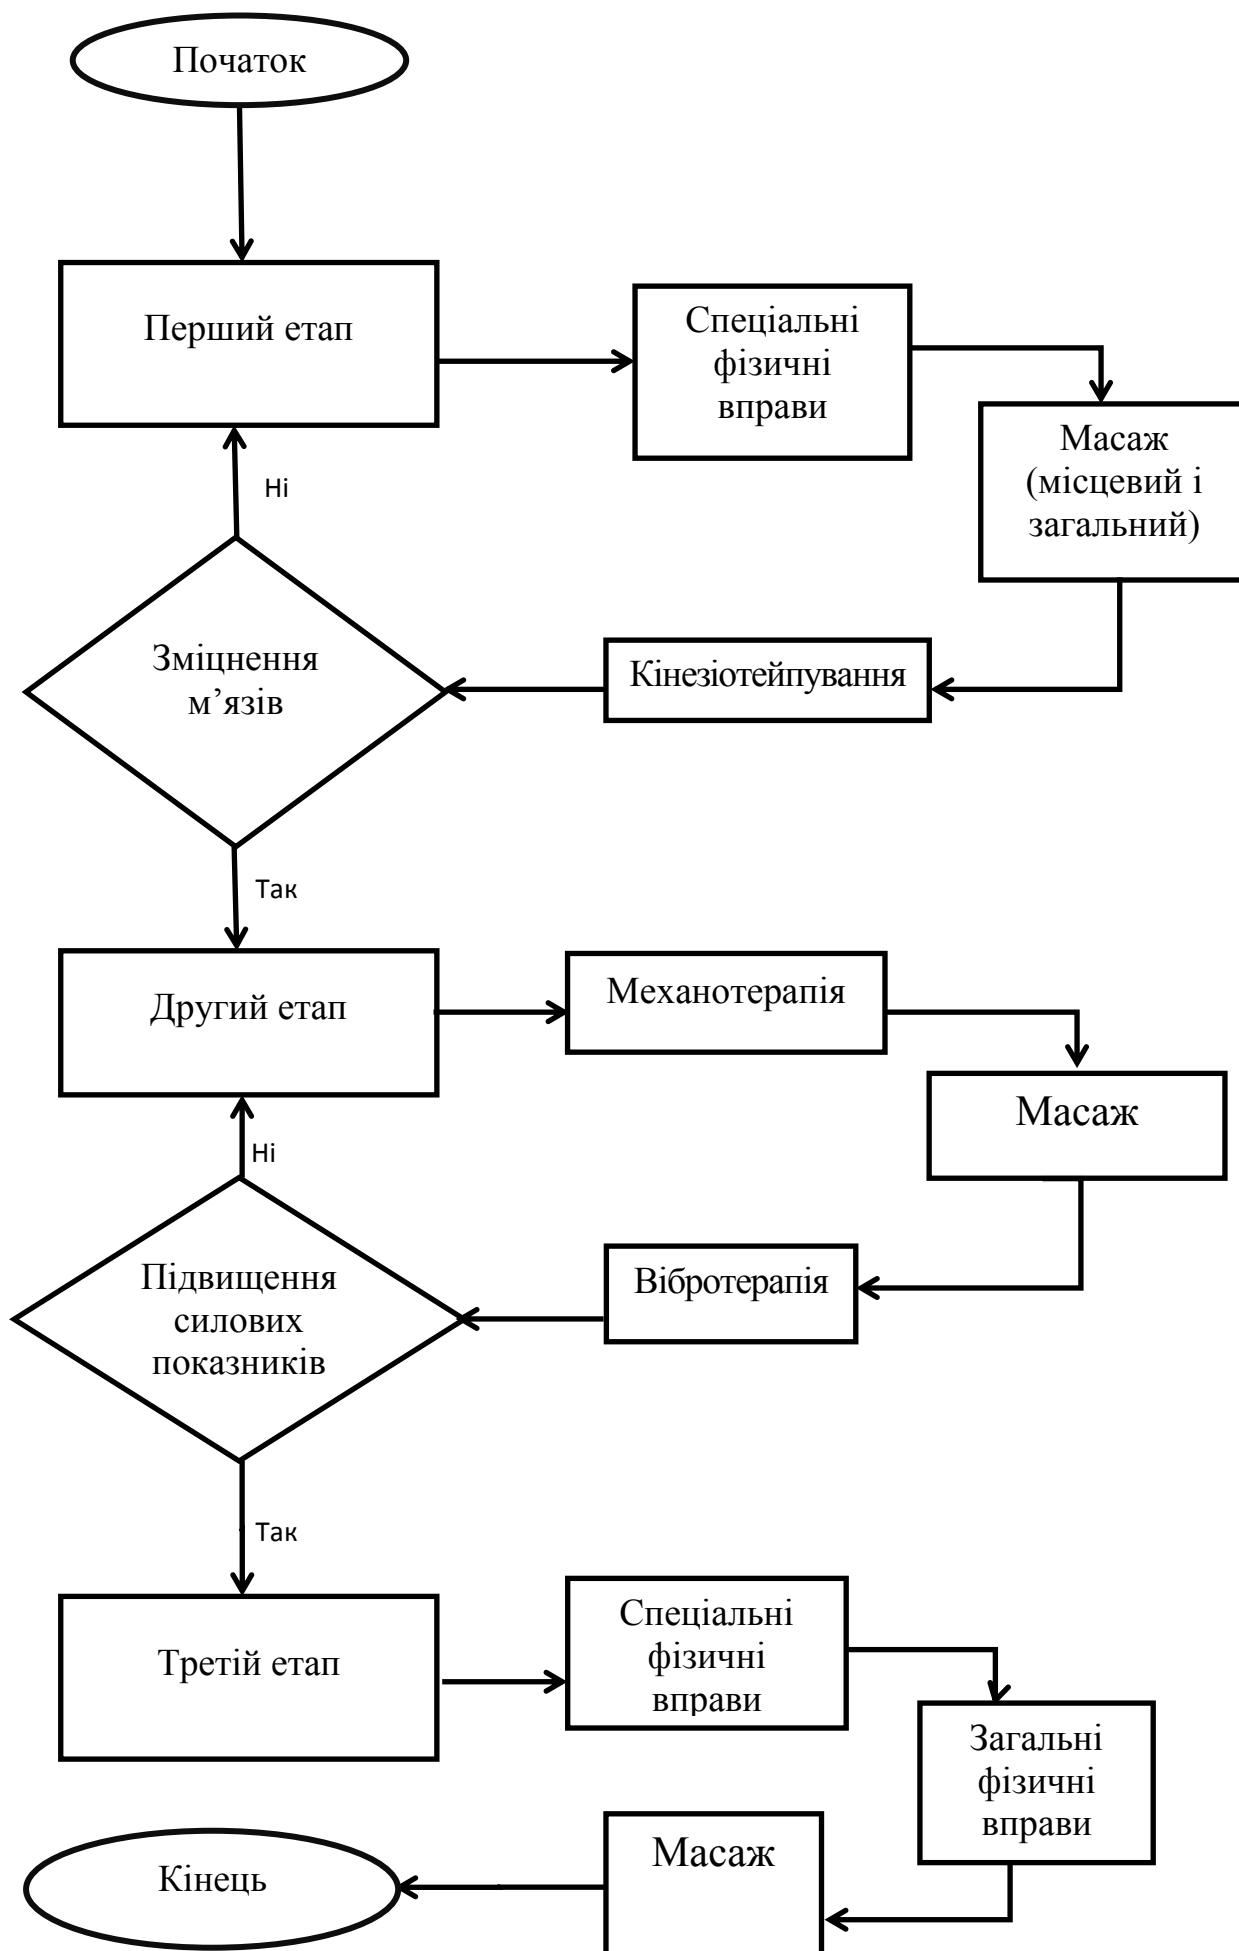 Початок
Перший етап
Спеціальні
фізичні
вправи
Масаж
(місцевий і
загальний)
Ні
Зміцнення
м’язів
Кінезіотейпування
Так
Другий етап
Механотерапія
Масаж
Ні
Підвищення
силових
показників
Вібротерапія
Так
Третій етап
Спеціальні
фізичні
вправи
Загальні
фізичні
вправи
Масаж
Кінець